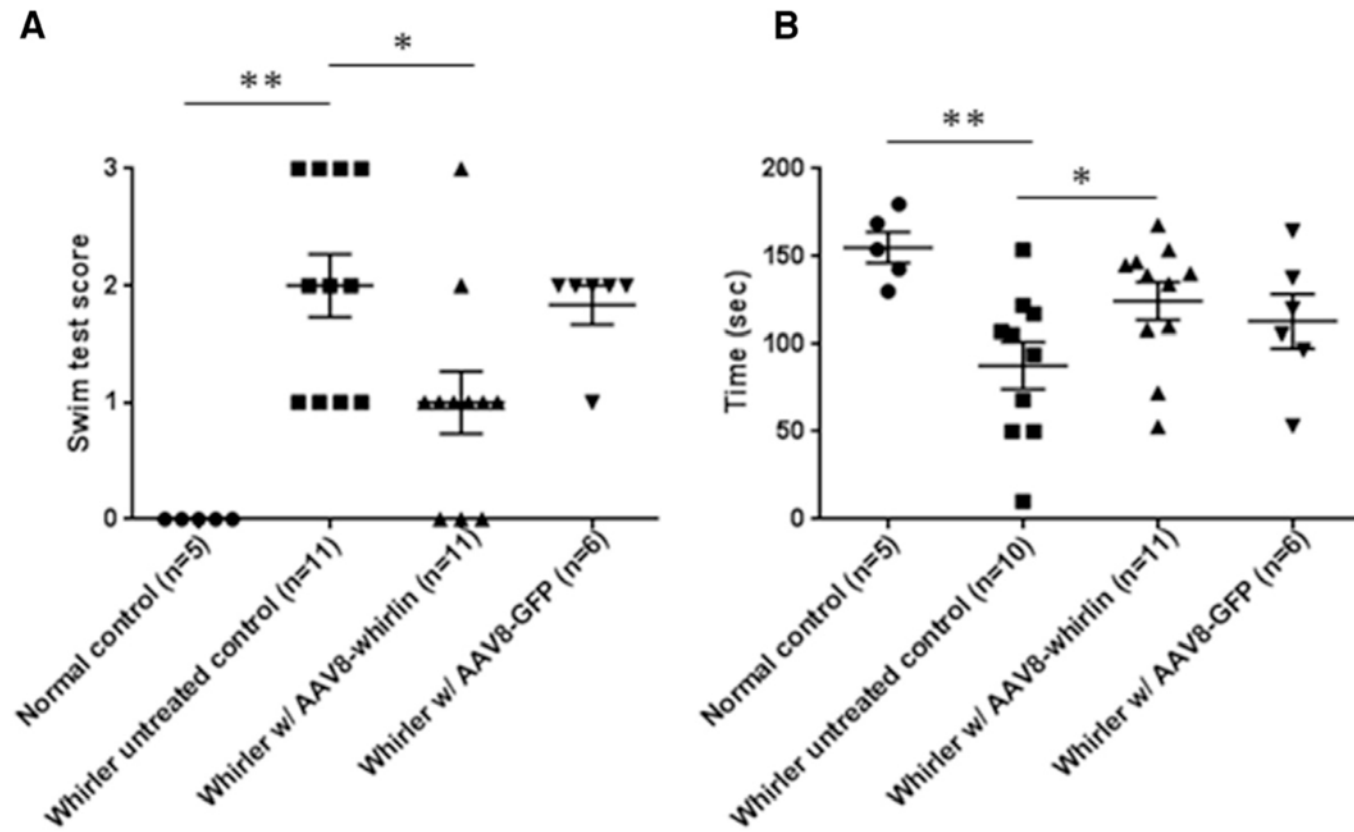 A
B
**
*
**
*
3
2
1
0
Swim test score
200
150
100
50
0
Time (sec)
Normal control (n=5)
Whirler untreated control (n=11)
Whirler w/ AAV8-whirlin (n=11)
Whirler w/ AAV8-GFP (n=6)
Normal control (n=5)
Whirler untreated control (n=10)
Whirler w/ AAV8-whirlin (n=11)
Whirler w/ AAV8-GFP (n=6)